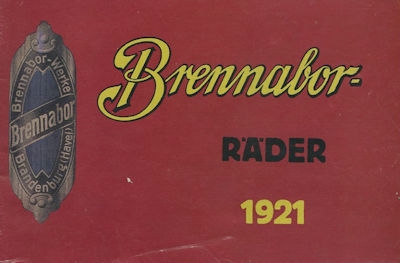 Brennabor-Werke
Brennabor
Brandenburg (Havel)
Brennabor-
RÄDER
1921